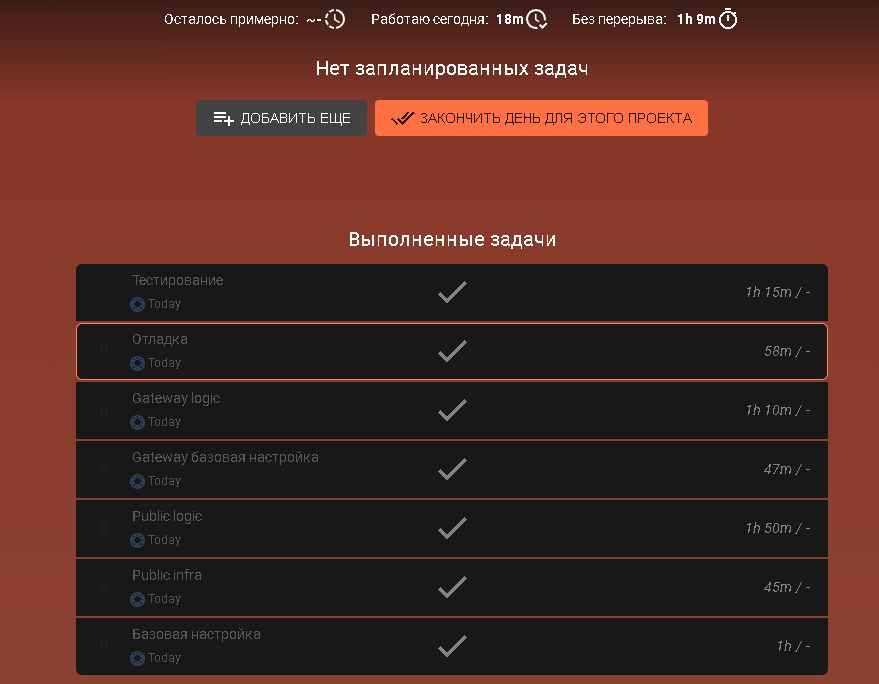 Осталось примерно: ~- Работаю сегодня: 18m Без перерыва: 1h 9m
Нет запланированных задач
ДОБАВИТЬ ЕЩЕ ЗАКОНЧИТЬ ДЕНЬ ДЛЯ ЭТОГО ПРОЕКТА
Выполненные задачи
Тестирование
Today
1h 15m / -
Отладка
Today
58m / -
Gateway logic
Today
1h 10m / -
Gateway базовая настройка
Today
47m / -
Public logic
Today
1h 50m / -
Public infra
Today
45m / -
Базовая настройка
Today
1h / -